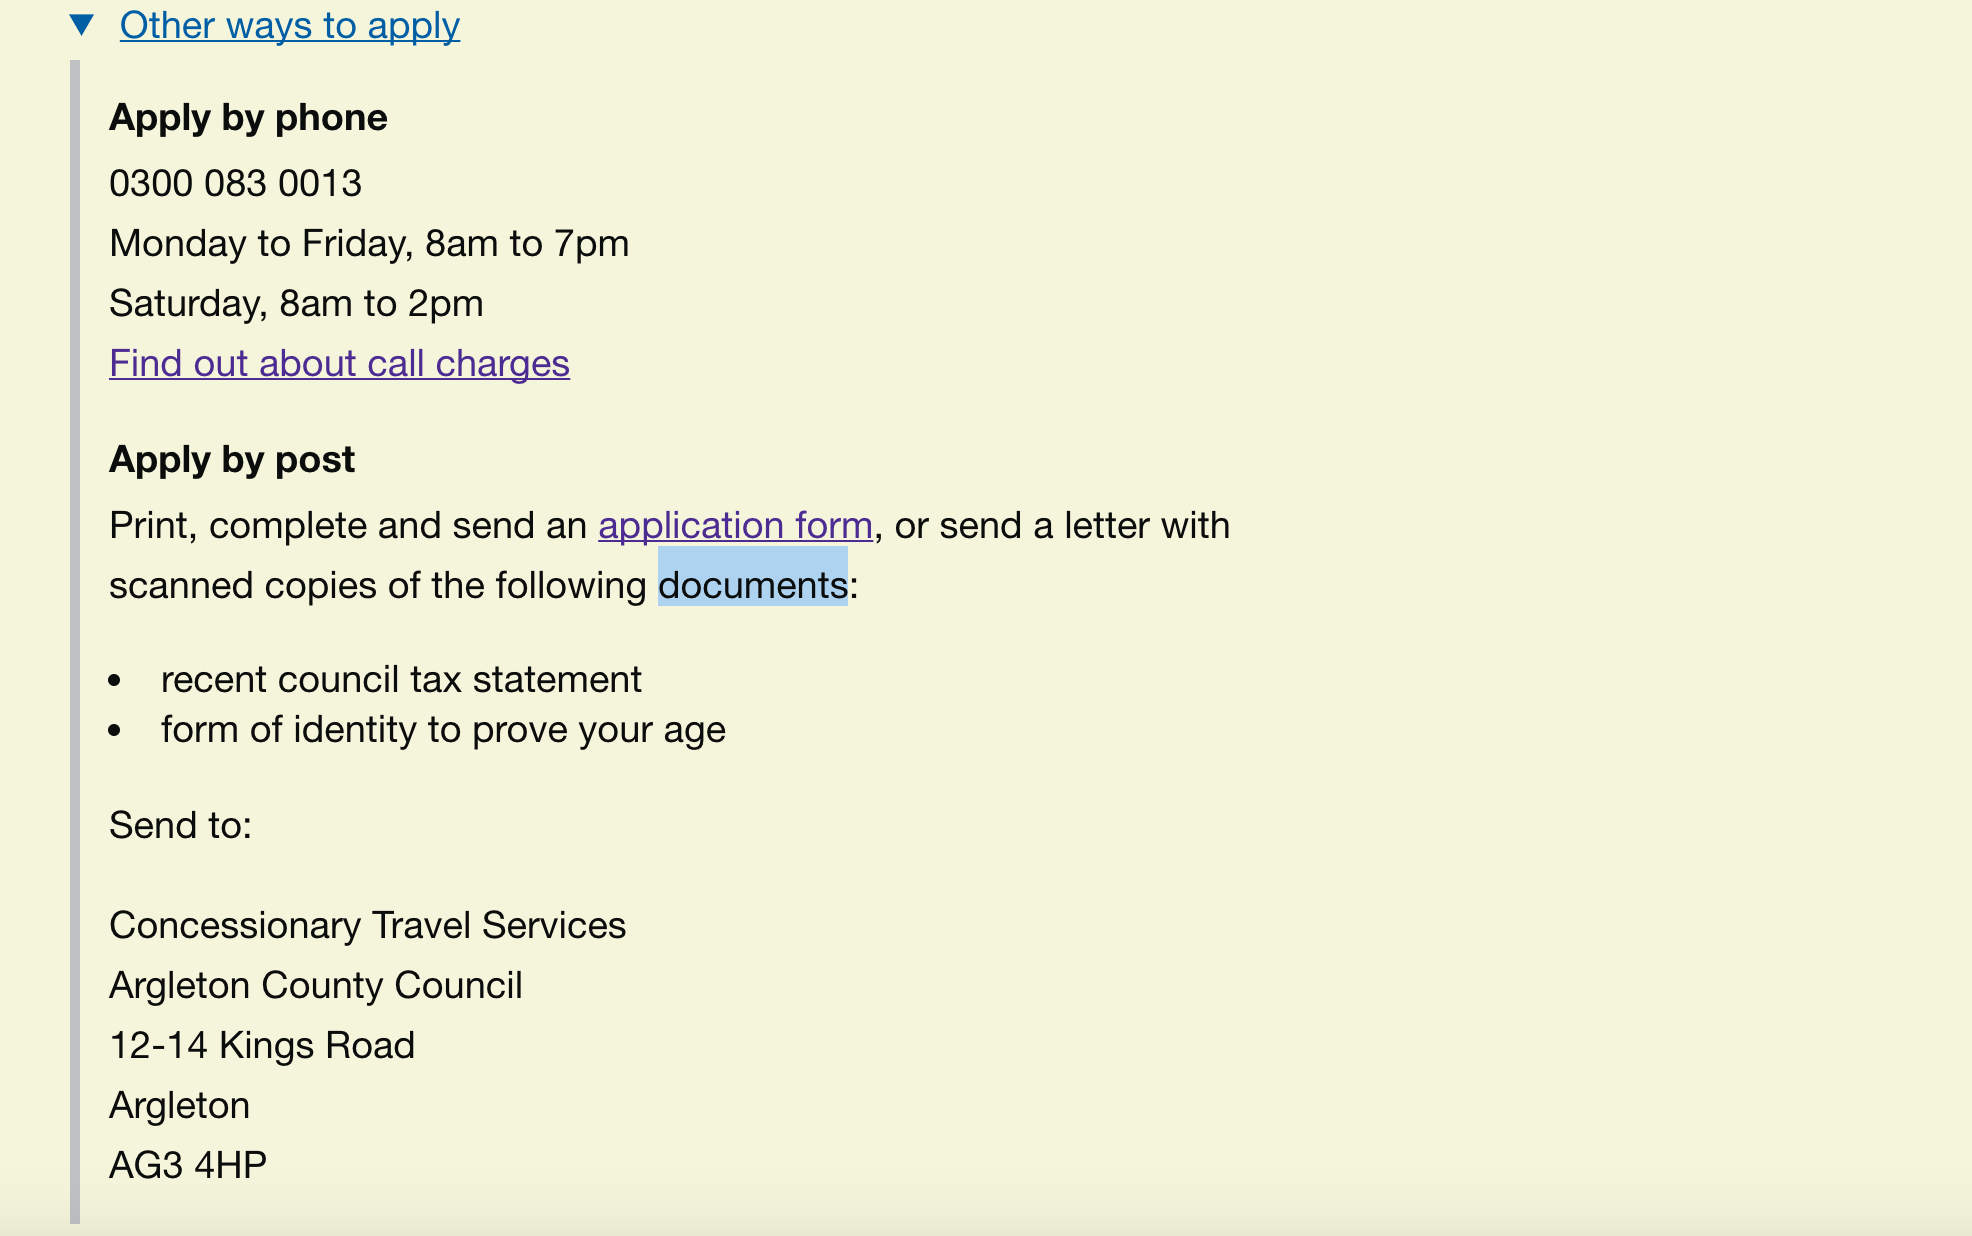 Other ways to apply
Apply by phone
0300 083 0013
Monday to Friday, 8am to 7pm
Saturday, 8am to 2pm
Find out about call charges
Apply by post
Print, complete and send an application form, or send a letter with
scanned copies of the following documents:
• recent council tax statement
• form of identity to prove your age
Send to:
Concessionary Travel Services
Argleton County Council
12-14 Kings Road
Argleton
AG3 4HP